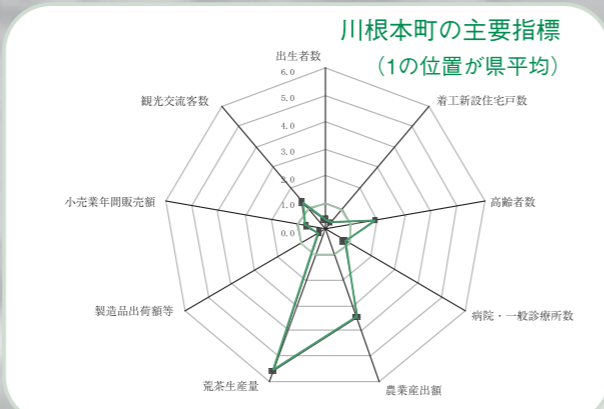 川根本町の主要指標
(1の位置が県平均)
出生者数
6.0
5.0
4.0
3.0
2.0
1.0
0.0
観光交流客数
着工新設住宅戸数
小売業年間販売額
高齢者数
製造品出荷額等
病院・一般診療所数
荒茶生産量
農業産出額